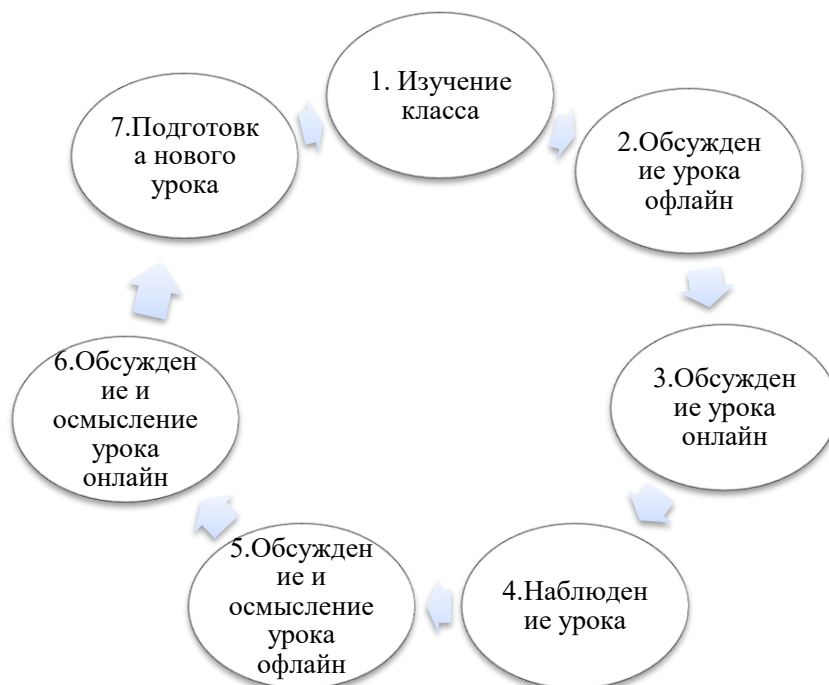 1. Изучение
класса
2.Обсужден
ие урока
офлайн
3.Обсужден
ие урока
онлайн
4.Наблюден
ие урока
5.Обсужден
ие и
осмысление
урока
офлайн
6.Обсужден
ие и
осмысление
урока
онлайн
7.Подготовк
а нового
урока